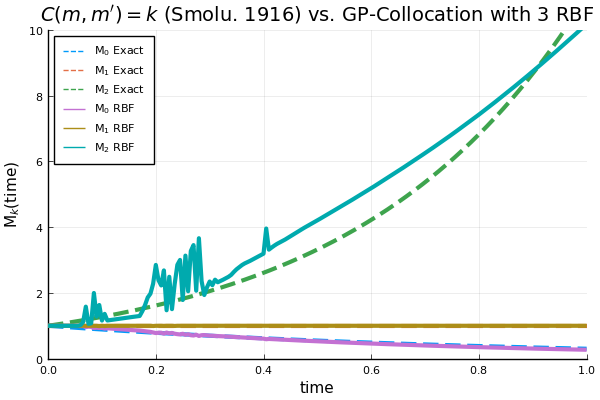 C(m, m′) = k (Smolu. 1916) vs. GP-Collocation with 3 RBF
10
8
6
4
2
0
M₀ Exact
M₁ Exact
M₂ Exact
M₀ RBF
M₁ RBF
M₂ RBF
Mₖ(time)
0.0 0.2 0.4 0.6 0.8 1.0
time